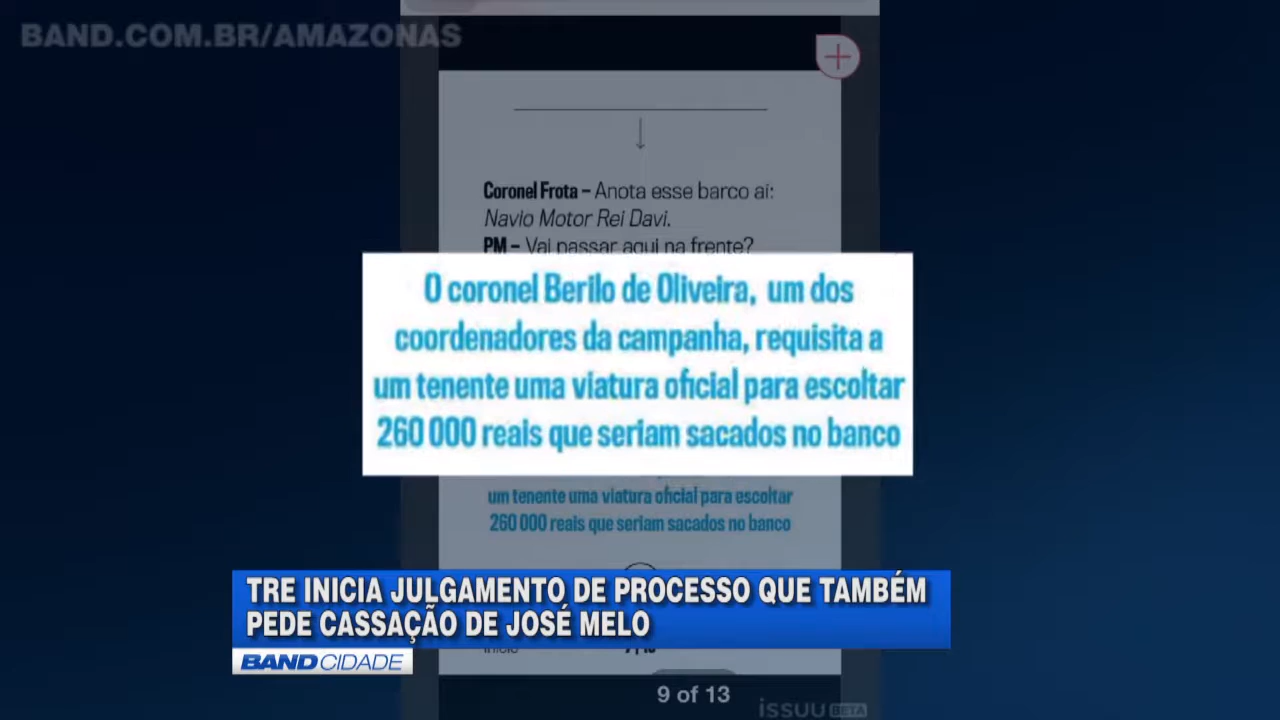 BAND.COM.BR/AMAZONAS
Coronel Frota – Anota esse barco aí:
Navio Motor Rei Davi.
PM – Vai passar aqui na frente?
O coronel Berilo de Oliveira, um dos
coordenadores da campanha, requisita a
um tenente uma viatura oficial para escoltar
260 000 reais que seriam sacados no banco
um tenente uma viatura oficial para escoltar
260 000 reais que seriam sacados no banco
TRE INICIA JULGAMENTO DE PROCESSO QUE TAMBÉM
PEDE CASSAÇÃO DE JOSÉ MELO
BAND CIDADE
9 of 13
issuu BETA